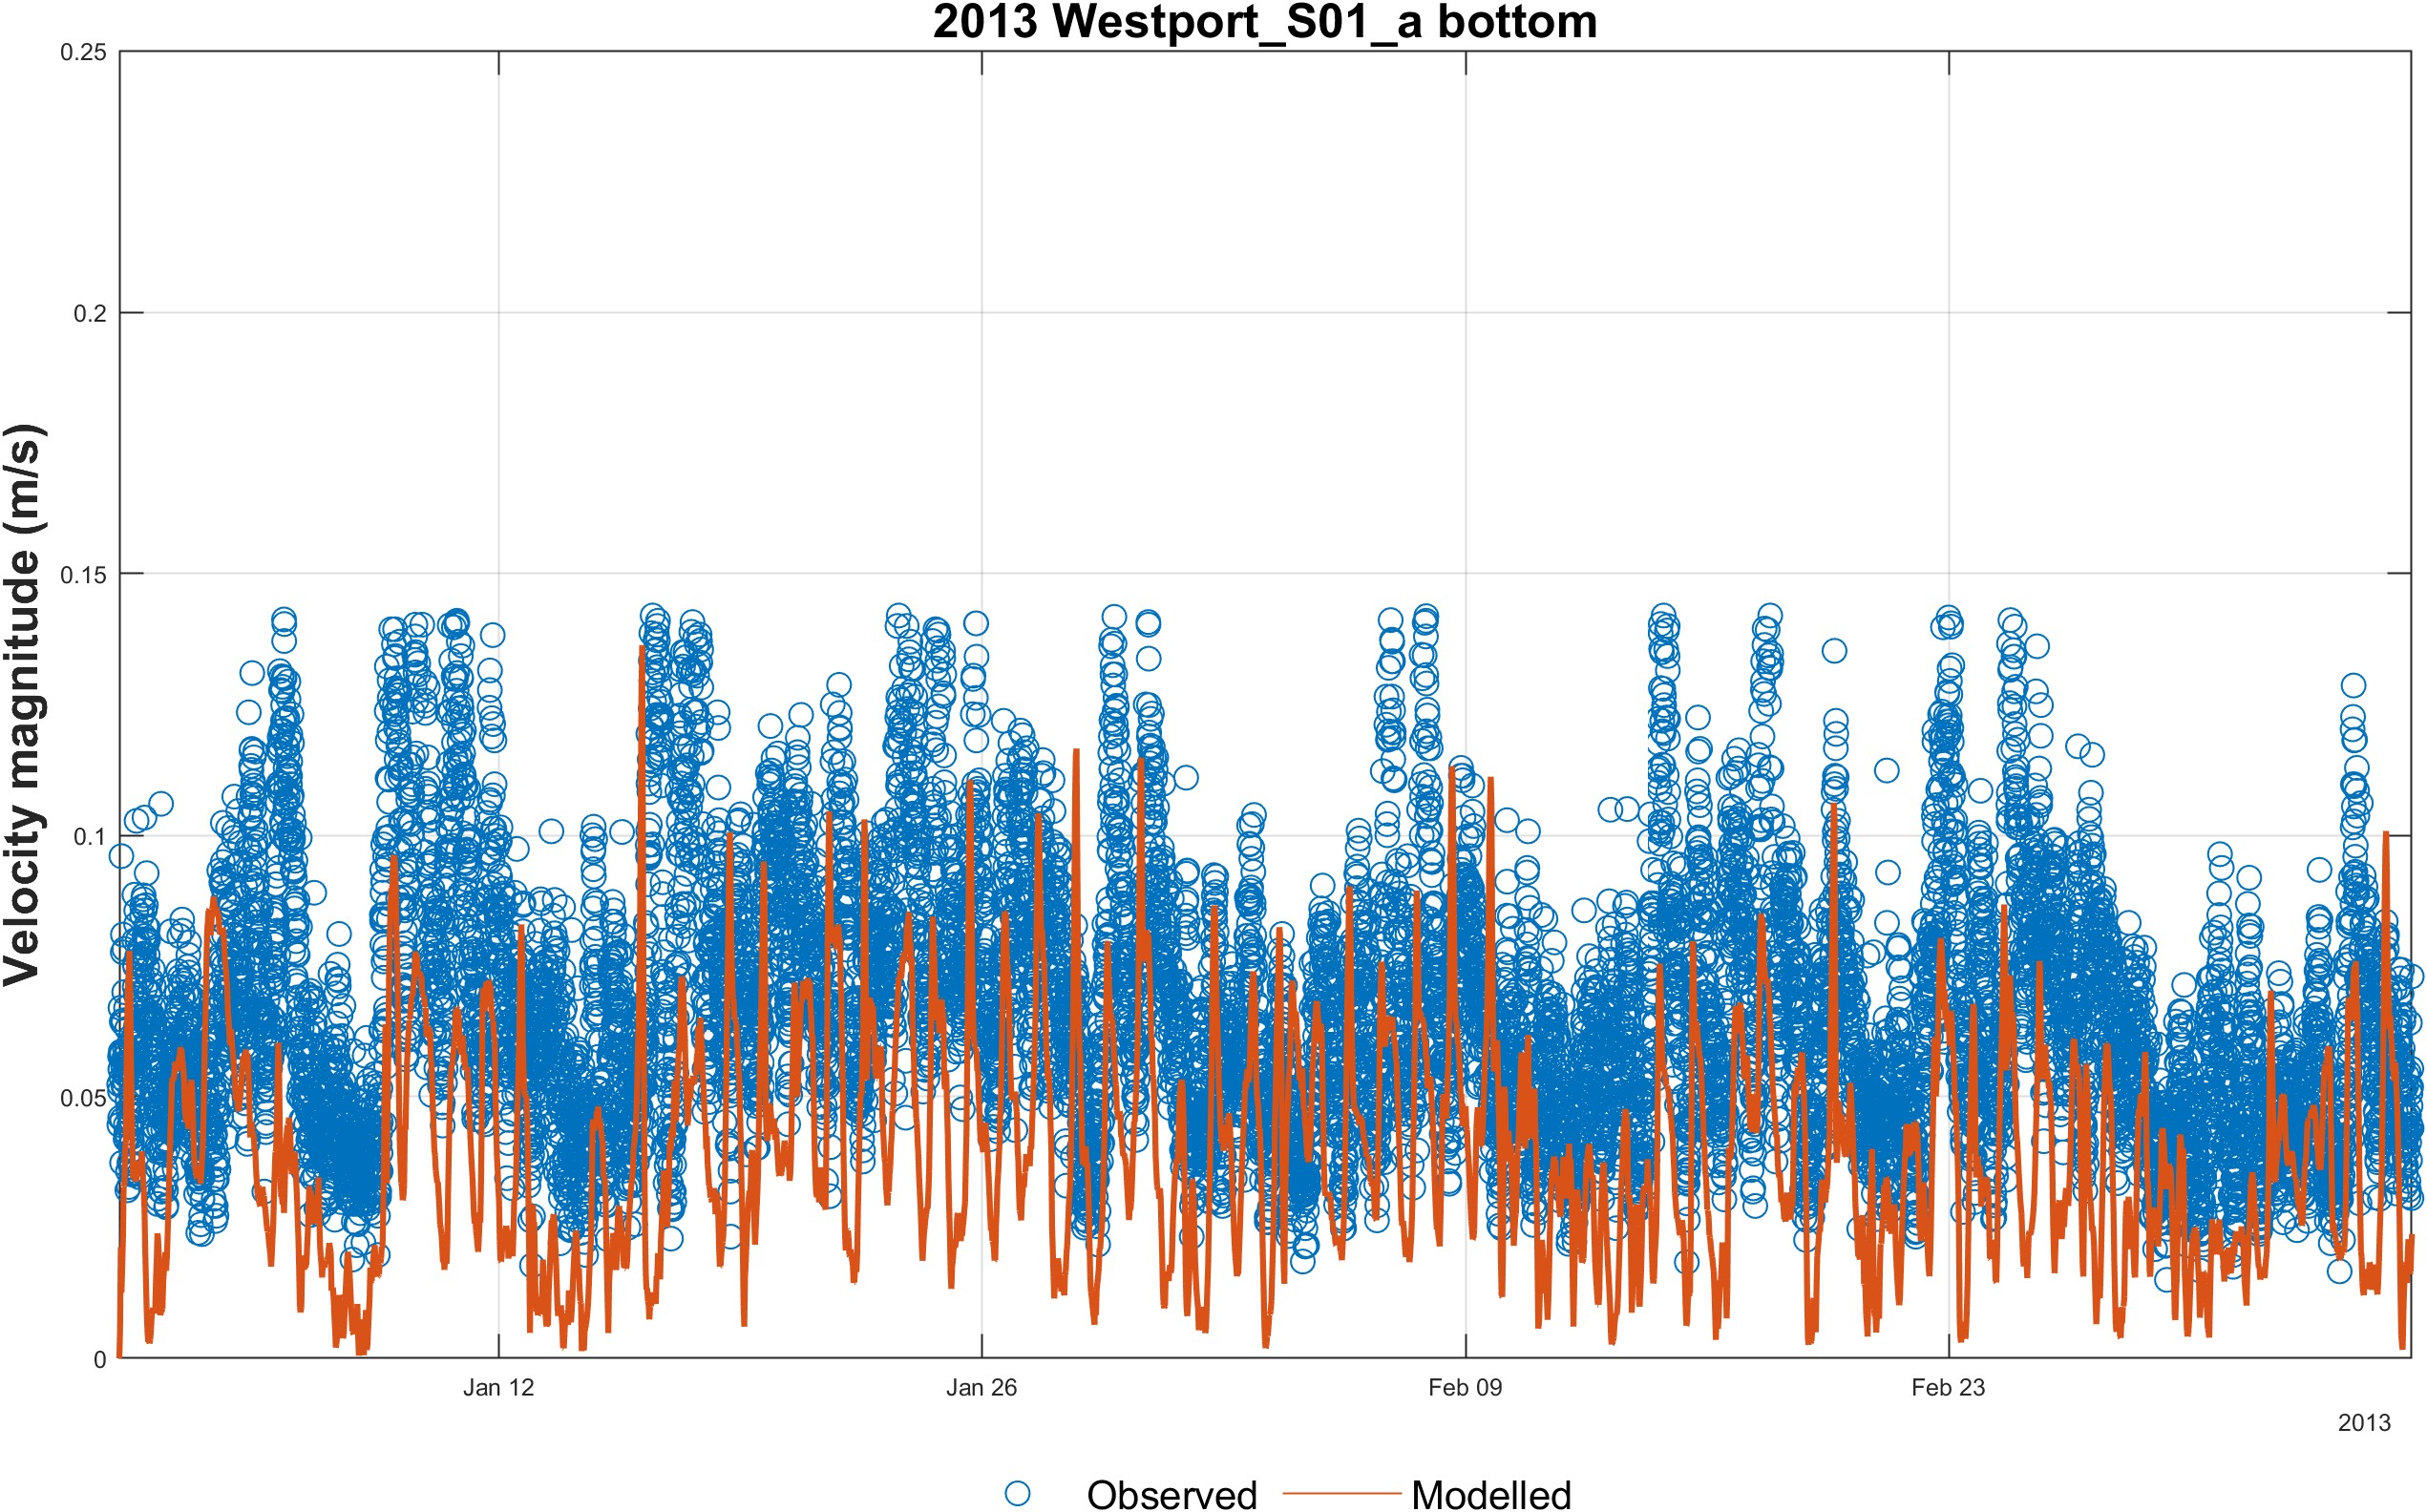 2013 Westport_S01_a bottom
Velocity magnitude (m/s)
0.25
0.2
0.15
0.1
0.05
0
Jan 12 Jan 26 Feb 09 Feb 23
2013
Observed Modelled